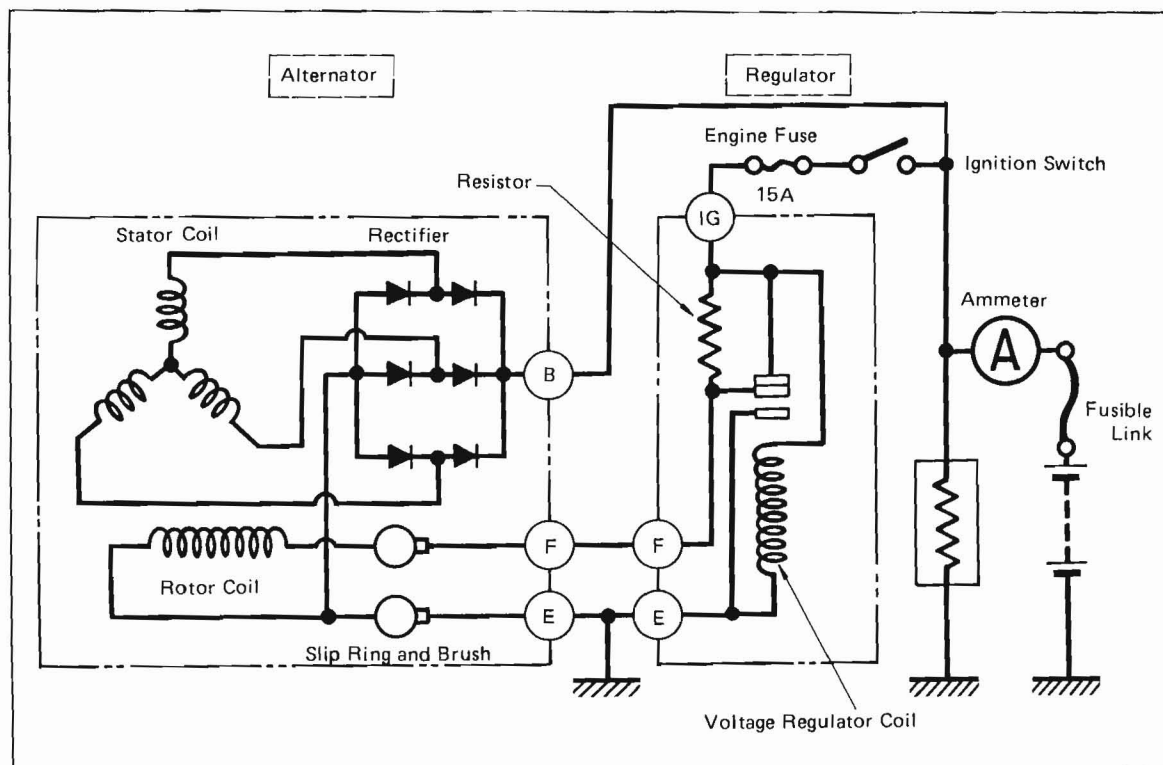 Alternator
Regulator
Engine Fuse
Ignition Switch
Resistor
15A
IG
Stator Coil
Rectifier
Ammeter
A
B
Fusible
Link
F
F
Rotor Coil
E
E
Slip Ring and Brush
Voltage Regulator Coil